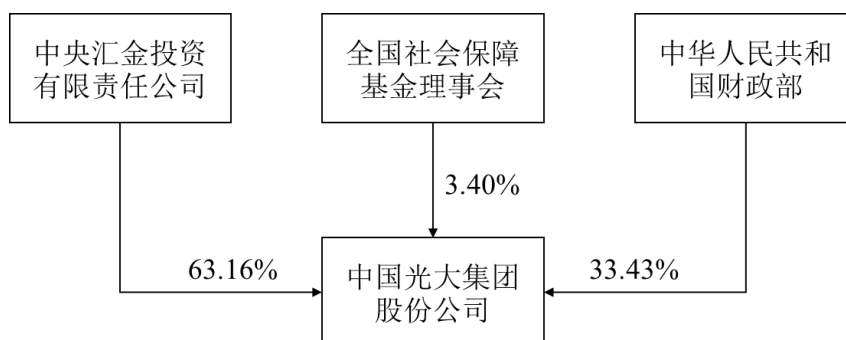 中央汇金投资
有限责任公司
全国社会保障
基金理事会
中华人民共和
国财政部
3.40%
63.16%
中国光大集团
股份公司
33.43%